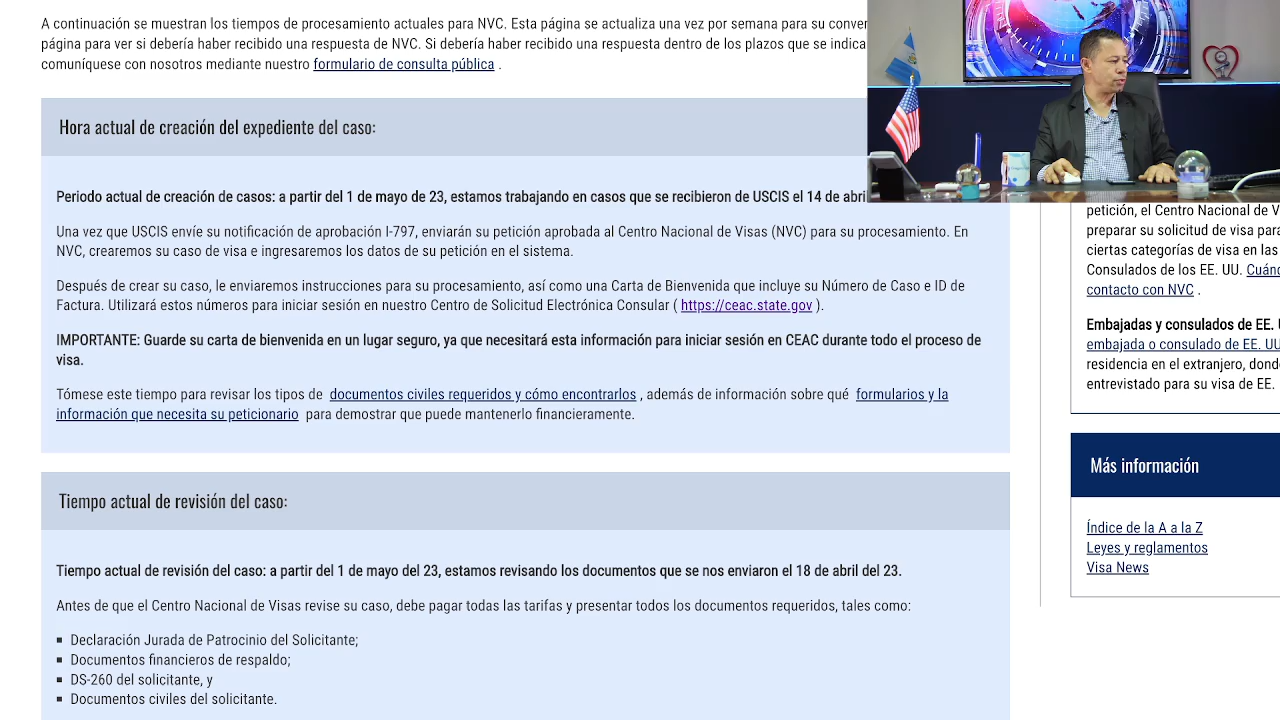 A continuación se muestran los tiempos de procesamiento actuales para NVC. Esta página se actualiza una vez por semana para su
página para ver si debería haber recibido una respuesta de NVC. Si debería haber recibido una respuesta dentro de los plazos que se
comuníquese con nosotros mediante nuestro formulario de consulta pública .
Hora actual de creación del expediente del caso:
Periodo actual de creación de casos: a partir del 1 de mayo de 23, estamos trabajando en casos que se recibieron de USCIS el 14 de abril
Una vez que USCIS envíe su notificación de aprobación I-797, enviarán su petición aprobada al Centro Nacional de Visas (NVC) para su procesamiento. En
NVC, crearemos su caso de visa e ingresaremos los datos de su petición en el sistema.
Después de crear su caso, le enviaremos instrucciones para su procesamiento, así como una Carta de Bienvenida que incluye su Número de Caso e ID de
Factura. Utilizará estos números para iniciar sesión en nuestro Centro de Solicitud Electrónica Consular ( https://ceac.state.gov ).
IMPORTANTE: Guarde su carta de bienvenida en un lugar seguro, ya que necesitará esta información para iniciar sesión en CEAC durante todo el proceso de
visa.
Tómese este tiempo para revisar los tipos de documentos civiles requeridos y cómo encontrarlos , además de información sobre qué formularios y la
información que necesita su peticionario para demostrar que puede mantenerlo financieramente.
Tiempo actual de revisión del caso:
Tiempo actual de revisión del caso: a partir del 1 de mayo del 23, estamos revisando los documentos que se nos enviaron el 18 de abril del 23.
Antes de que el Centro Nacional de Visas revise su caso, debe pagar todas las tarifas y presentar todos los documentos requeridos, tales como:
▪ Declaración Jurada de Patrocinio del Solicitante;
▪ Documentos financieros de respaldo;
▪ DS-260 del solicitante, y
▪ Documentos civiles del solicitante.
petición, el Centro Nacional de
preparar su solicitud de visa para
ciertas categorías de visa en las
Consulados de los EE. UU.
contacto con NVC .
Embajadas y consulados de EE.
embajada o consulado de EE. UU
residencia en el extranjero,
entrevistado para su visa de EE.
Más información
Índice de la A a la Z
Leyes y reglamentos
Visa News